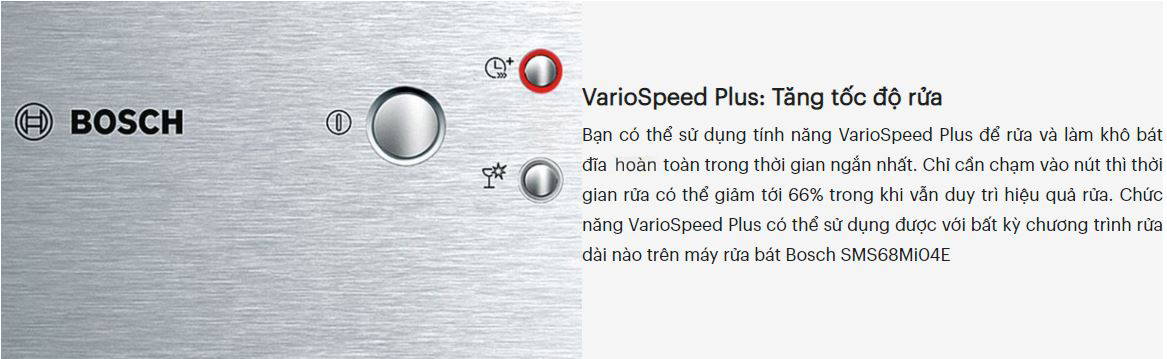 BOSCH
VarioSpeed Plus: Tăng tốc độ rửa
Bạn có thể sử dụng tính năng VarioSpeed Plus để rửa và làm khô bát
đĩa hoàn toàn trong thời gian ngắn nhất. Chỉ cần chạm vào nút thì thời
gian rửa có thể giảm tới 66% trong khi vẫn duy trì hiệu quả rửa. Chức
năng VarioSpeed Plus có thể sử dụng được với bất kỳ chương trình rửa
dài nào trên máy rửa bát Bosch SMS68Mi04E